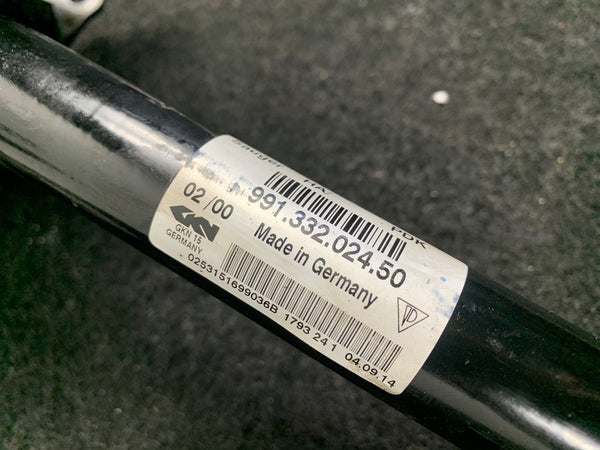 HA PDK
991.332.024.50
02 /00
Made in Germany
GKN
GKN 15
GERMANY
0253151699036B 1793 24 1 04.09.14